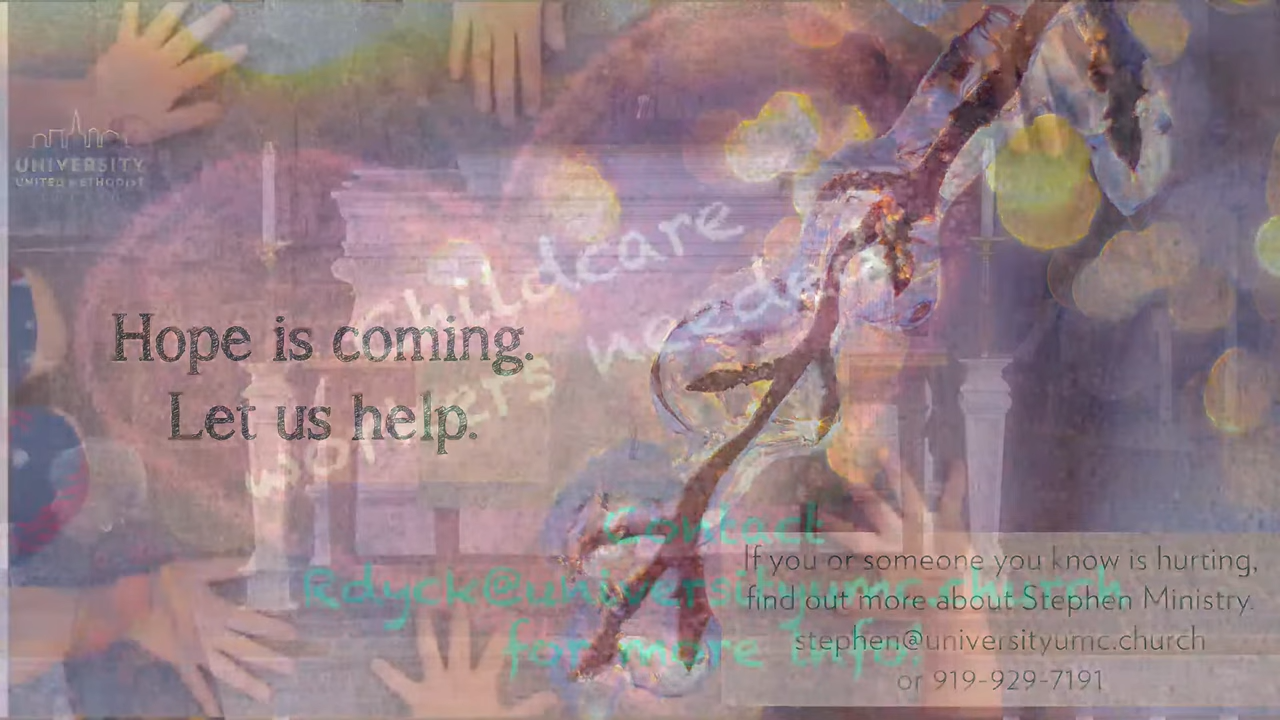 UNIVERSITY
UNITED METHODIST
Childcare
workers needed
Hope is coming.
Let us help.
Contact
Rdyck@universityumc.church
for more info!
If you or someone you know is hurting,
find out more about Stephen Ministry.
stephen@universityumc.church
or 919-929-7191